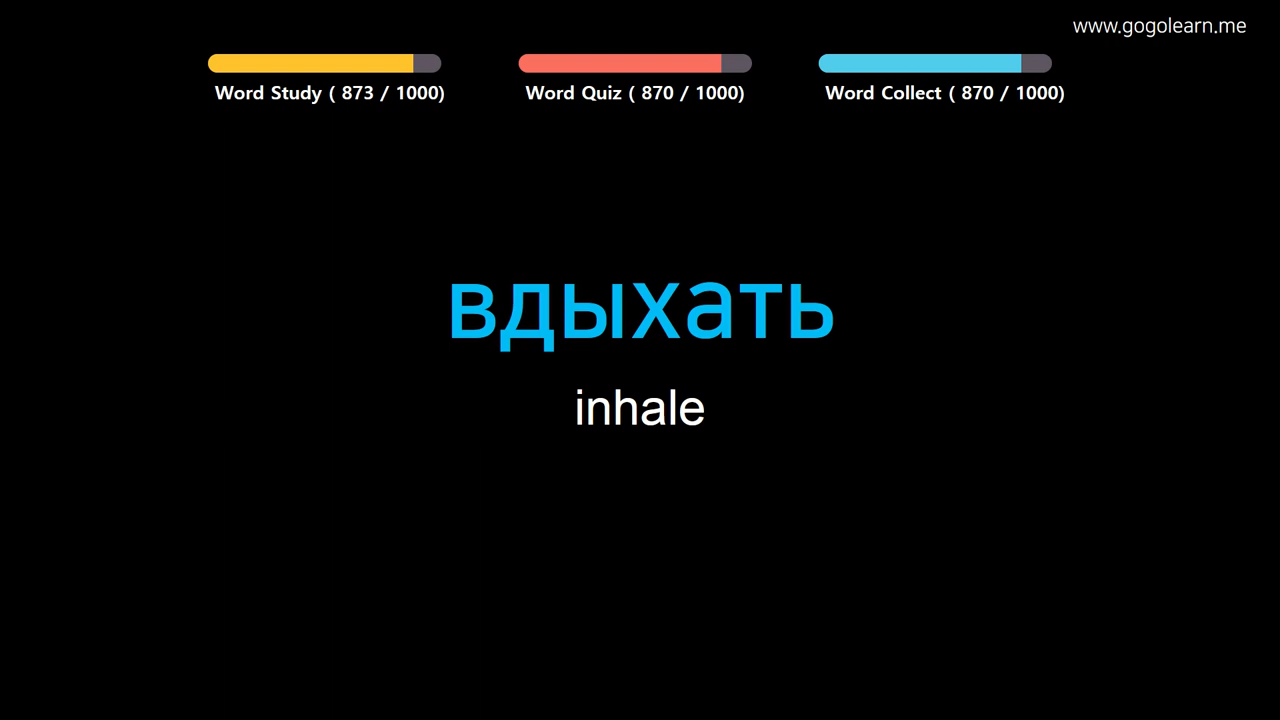 www.gogolearn.me
Word Study ( 873 / 1000)
Word Quiz ( 870 / 1000)
Word Collect ( 870 / 1000)
вдыхать
inhale